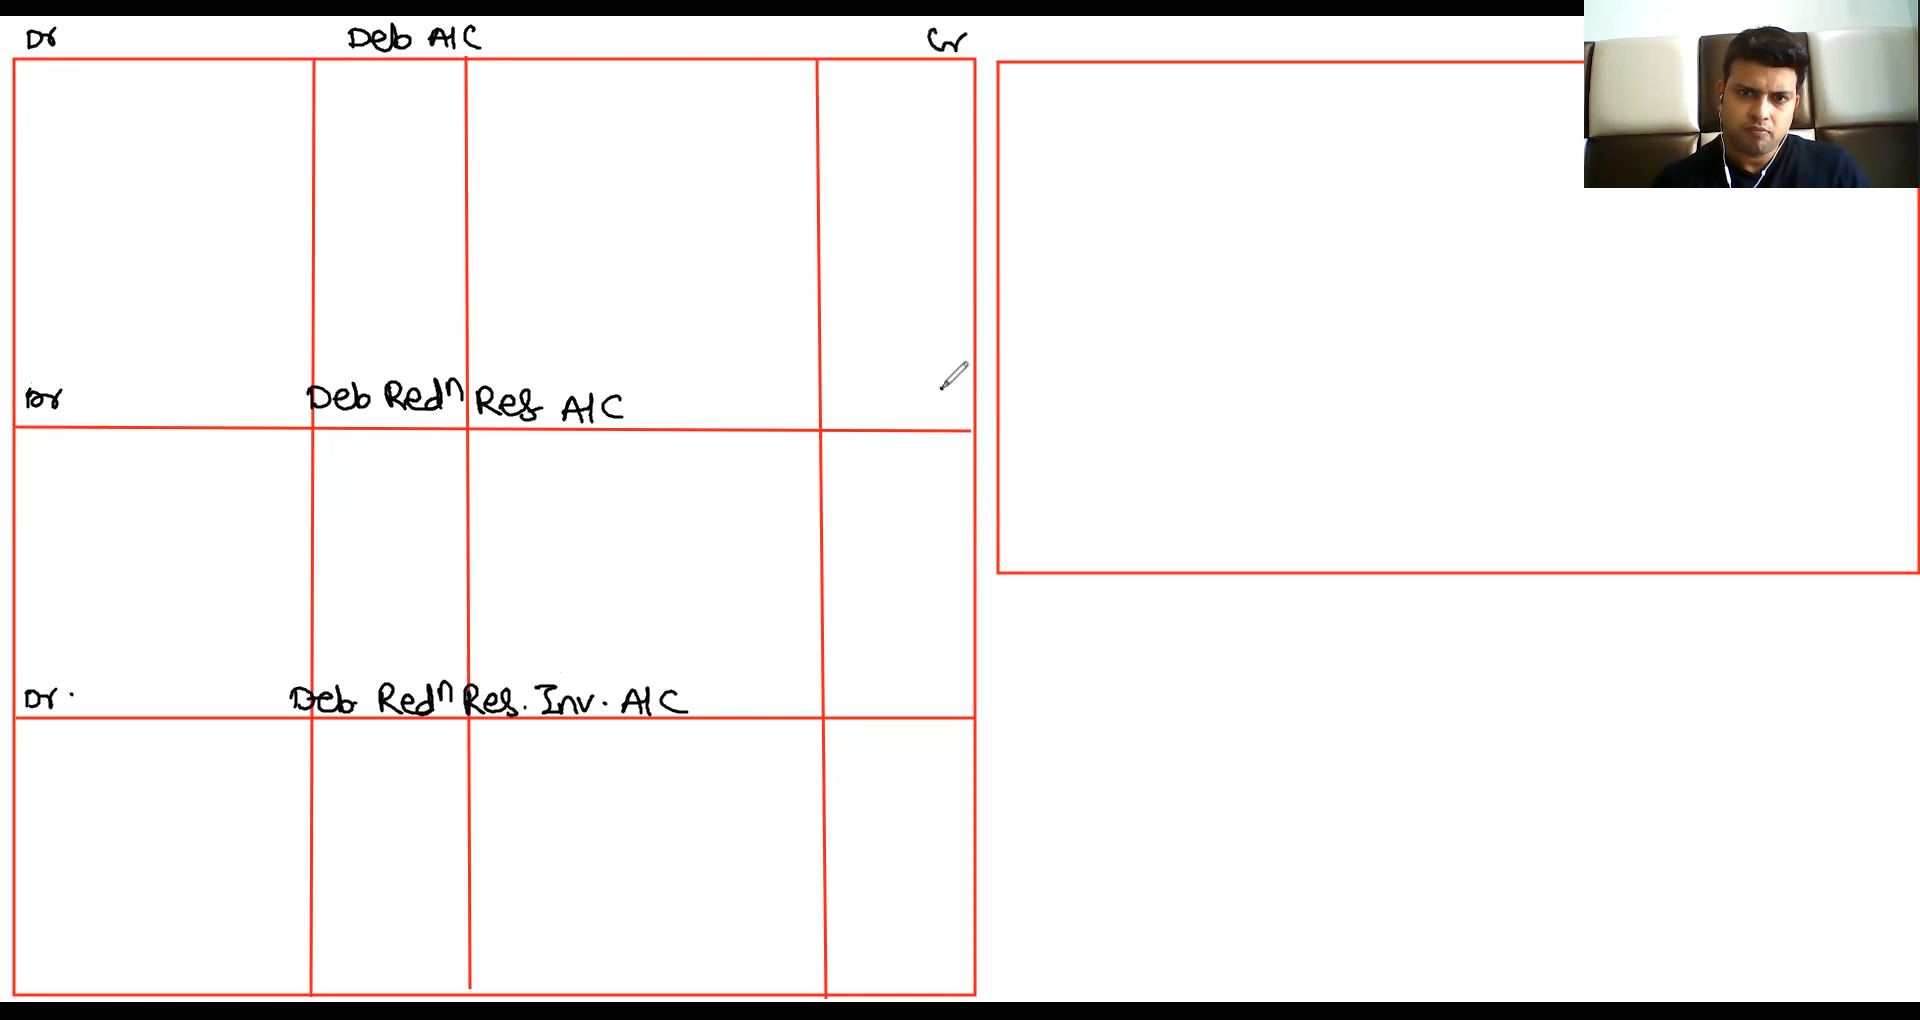 Dr Deb A/C Cr
Dr Deb Redⁿ Res A/C
Dr. Deb Redⁿ Res. Inv. A/C